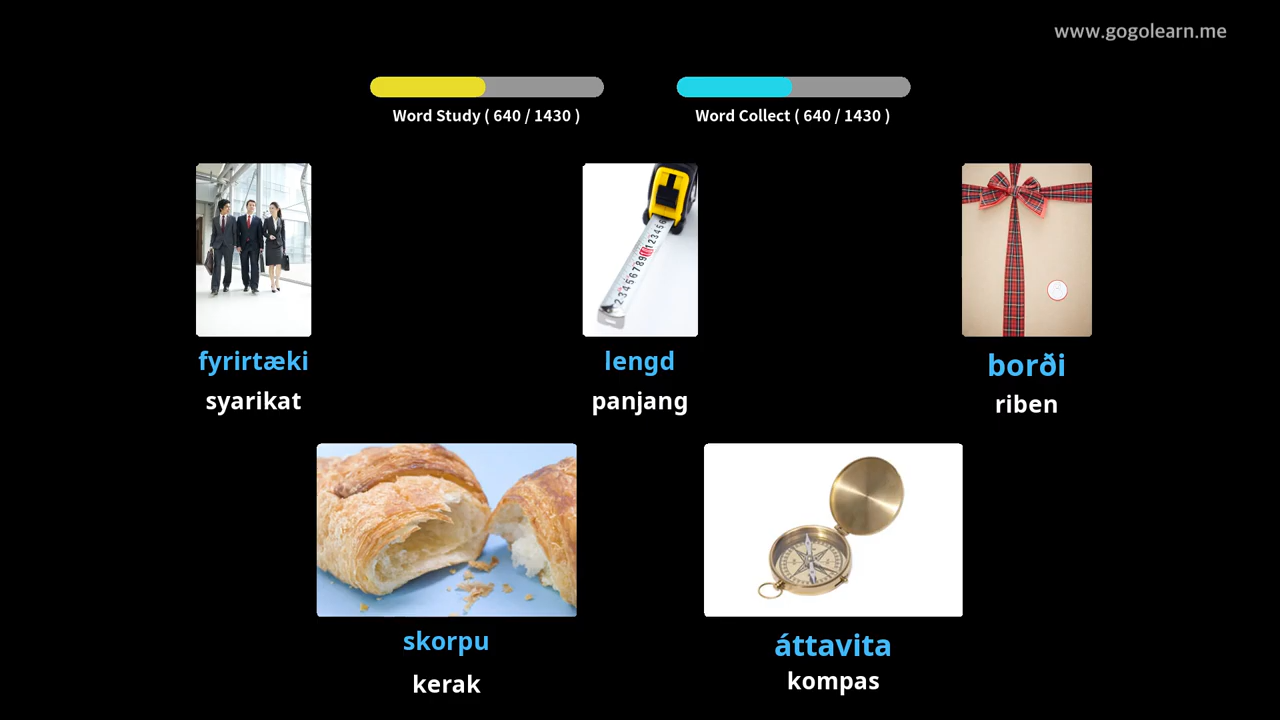 www.gogolearn.me
Word Study ( 640 / 1430 )
Word Collect ( 640 / 1430 )
fyrirtæki
syarikat
lengd
panjang
borði
riben
skorpu
kerak
áttavita
kompas